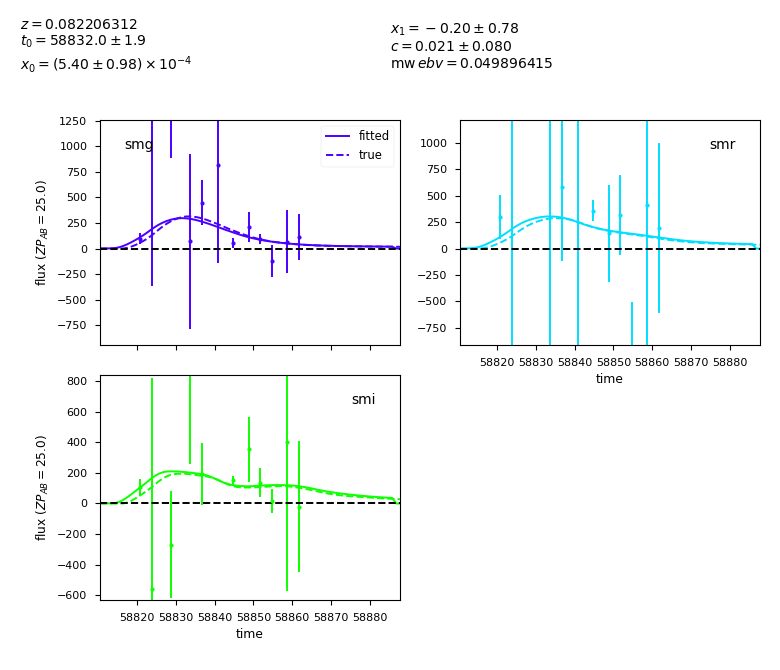 z = 0.082206312
t₀ = 58832.0 ± 1.9
x₀ = (5.40 ± 0.98) × 10⁻⁴
x₁ = −0.20 ± 0.78
c = 0.021 ± 0.080
mw ebv = 0.049896415
smg
fitted
true
1250
1000
750
500
250
0
−250
−500
−750
flux (ZP_AB = 25.0)
smr
1000
750
500
250
0
−250
−500
−750
58820 58830 58840 58850 58860 58870 58880
time
smi
800
600
400
200
0
−200
−400
−600
flux (ZP_AB = 25.0)
58820 58830 58840 58850 58860 58870 58880
time